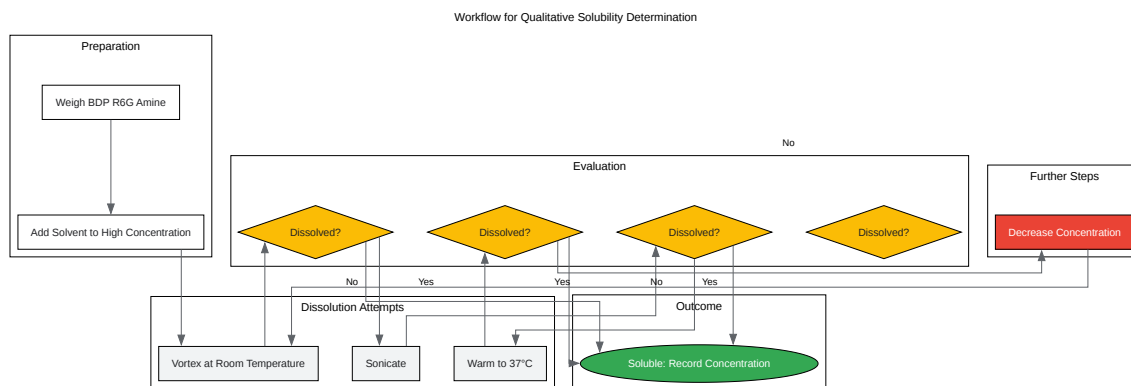 Workflow for Qualitative Solubility Determination
Preparation
Weigh BDP R6G Amine
No
Evaluation
Further Steps
Add Solvent to High Concentration
Dissolved?
Dissolved?
Dissolved?
Dissolved?
Decrease Concentration
No
Yes
Yes
No
Yes
Dissolution Attempts
Outcome
Vortex at Room Temperature
Sonicate
Warm to 37°C
Soluble: Record Concentration